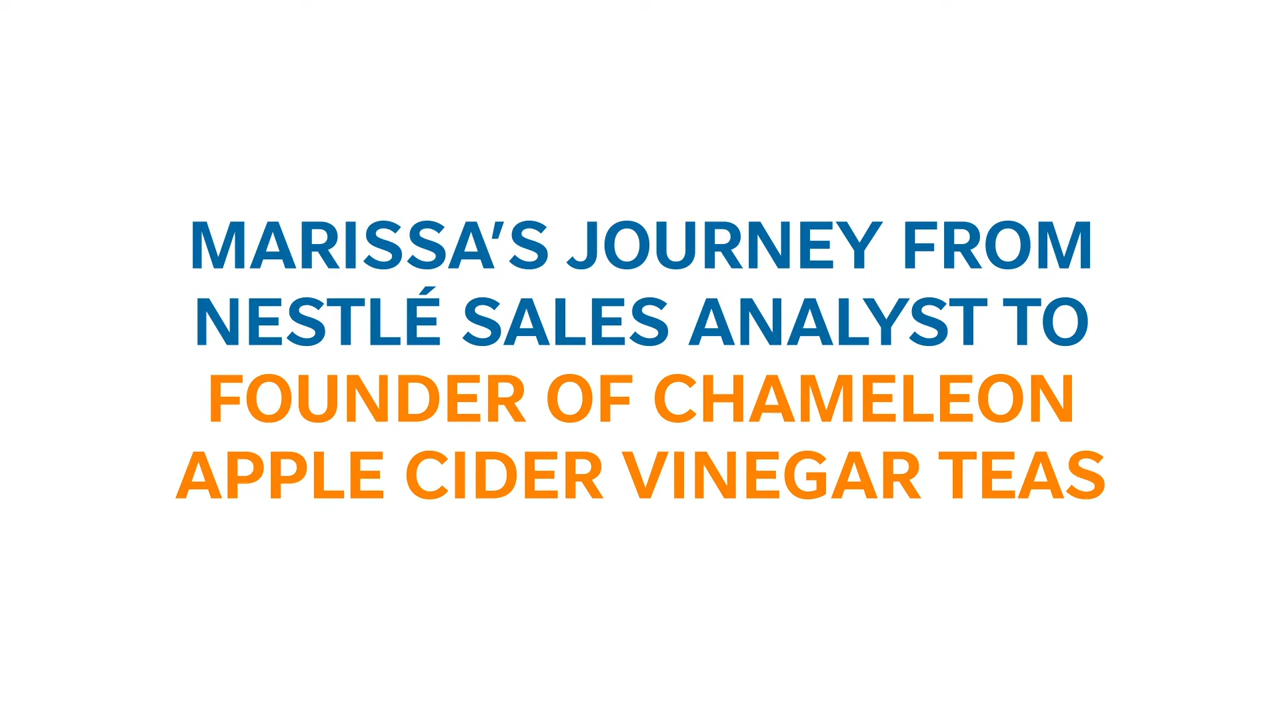 MARISSA’S JOURNEY FROM
NESTLÉ SALES ANALYST TO
FOUNDER OF CHAMELEON
APPLE CIDER VINEGAR TEAS